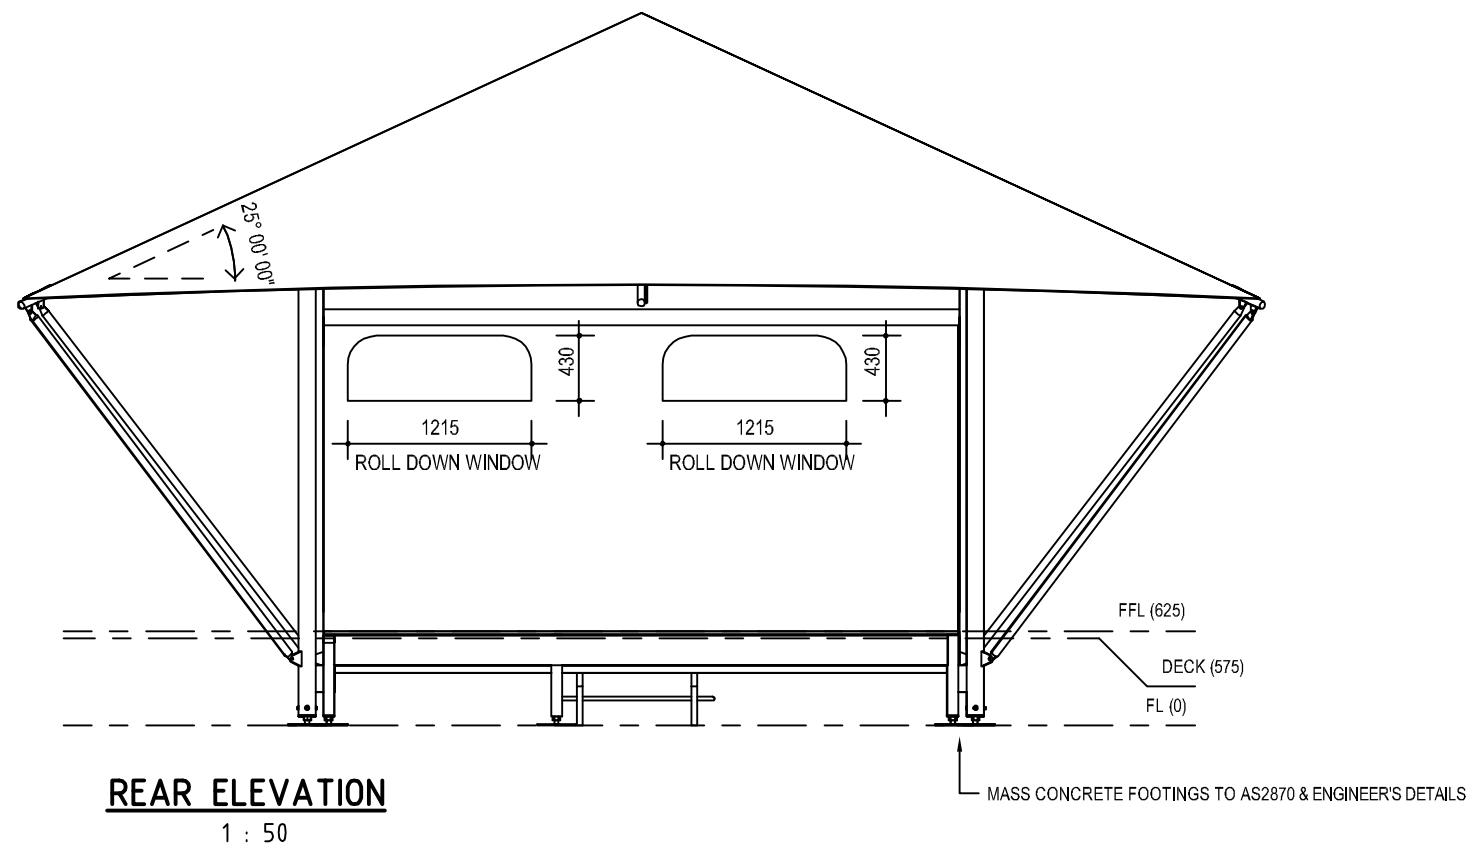 25° 00' 00"
430
430
1215
1215
ROLL DOWN WINDOW
ROLL DOWN WINDOW
FFL (625)
DECK (575)
FL (0)
REAR ELEVATION
MASS CONCRETE FOOTINGS TO AS2870 & ENGINEER'S DETAILS
1 : 50